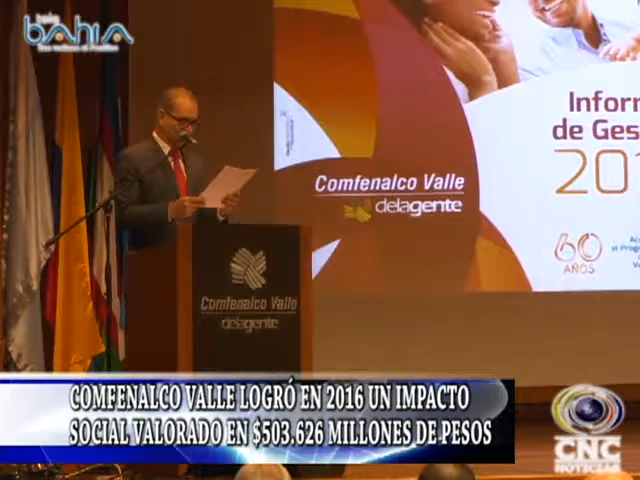 BAHIA
Comfenalco Valle
delagente
Inform
de Ges
201
60
AÑOS
Comfenalco Valle
delagente
COMFENALCO VALLE LOGRÓ EN 2016 UN IMPACTO
SOCIAL VALORADO EN $503.626 MILLONES DE PESOS
CNC
NOTICIAS